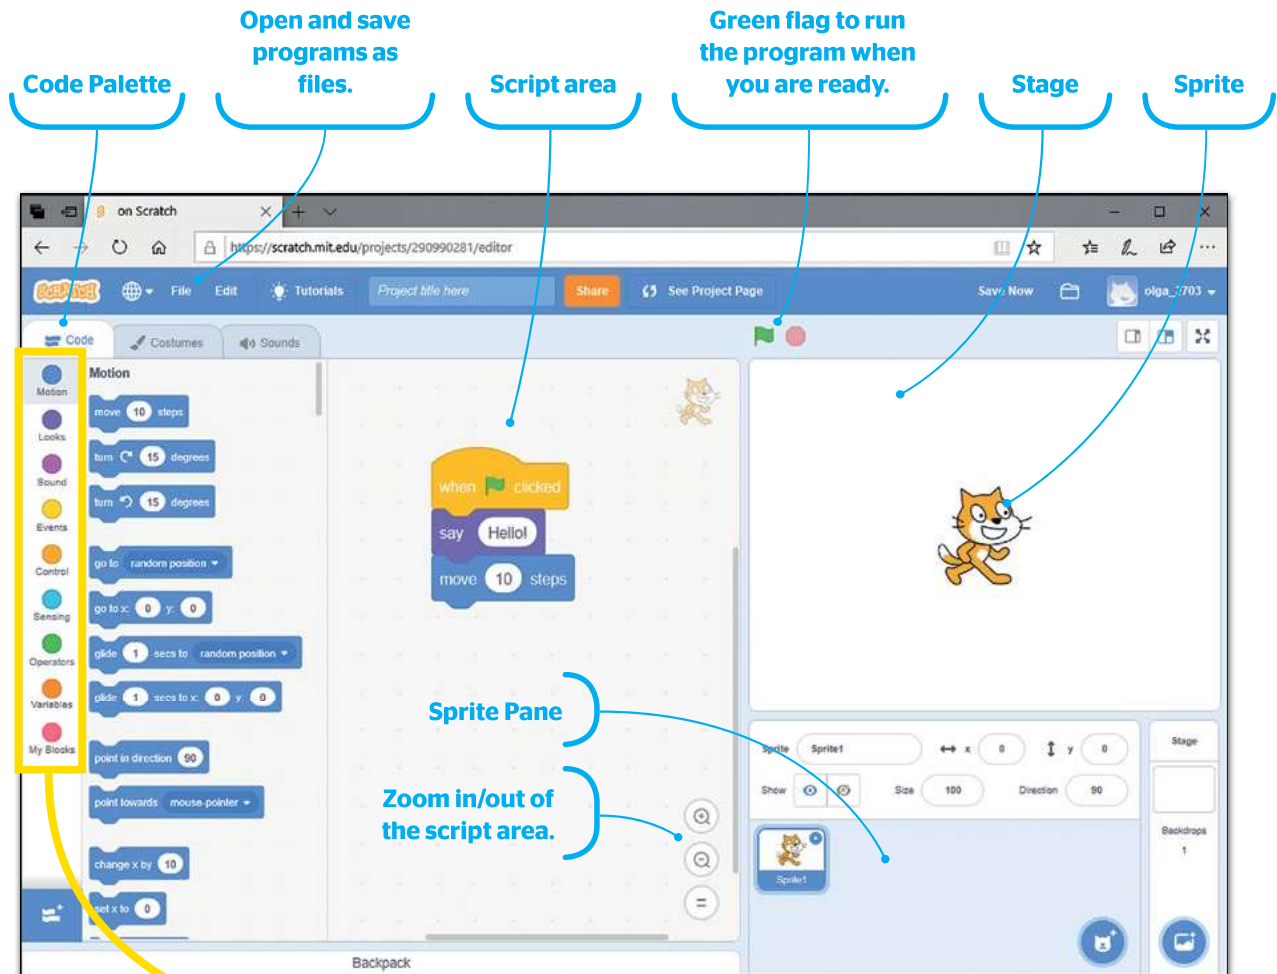 Open and save
programs as
files.
Green flag to run
the program when
you are ready.
Code Palette
Script area
Stage
Sprite
on Scratch
https://scratch.mit.edu/projects/290990281/editor
SCRATCH
File
Edit
Tutorials
Project title here
Share
See Project Page
Save Now
olga_3703
Code
Costumes
Sounds
Motion
Looks
Sound
Events
Control
Sensing
Operators
Variables
My Blocks
Motion
move 10 steps
turn 15 degrees
turn 15 degrees
go to random position
go to x: 0 y: 0
glide 1 secs to random position
glide 1 secs to x: 0 y 0
point in direction 90
point towards mouse-pointer
change x by 10
set x to 0
when clicked
say Hello!
move 10 steps
Sprite Pane
Zoom in/out of
the script area.
Sprite Sprite1 x 0 y 0
Show Size 100 Direction 90
Sprite1
Stage
Backdrops
1
Backpack